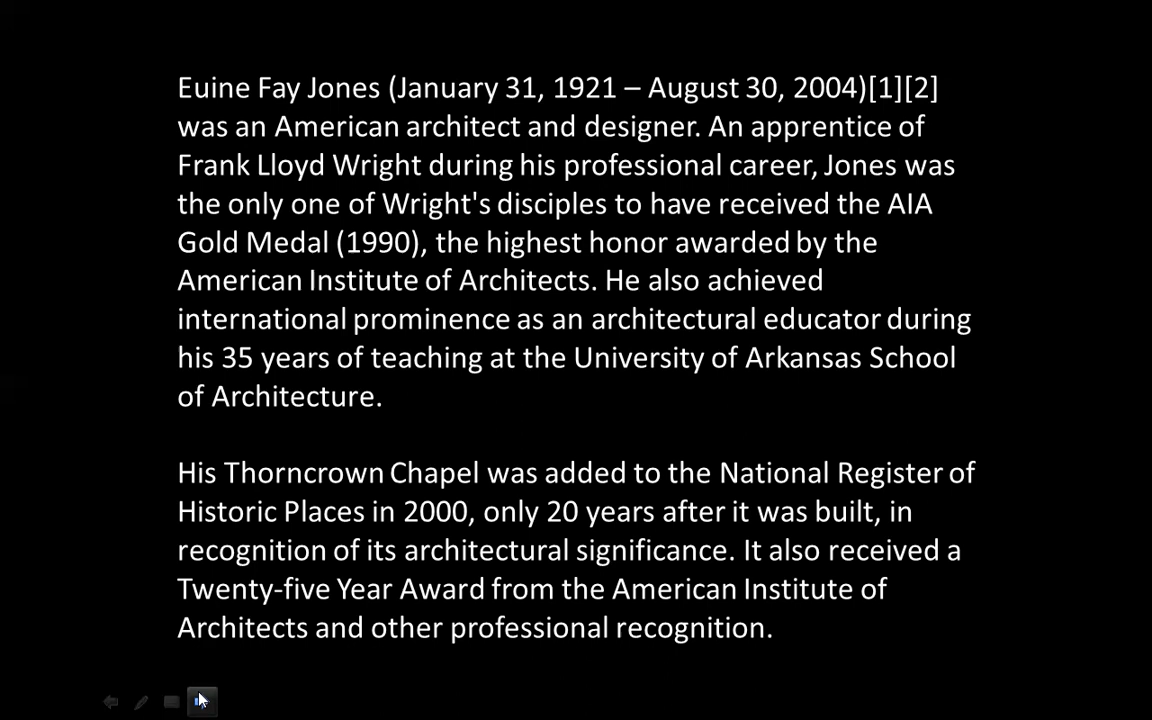 Euine Fay Jones (January 31, 1921 – August 30, 2004)[1][2]
was an American architect and designer. An apprentice of
Frank Lloyd Wright during his professional career, Jones was
the only one of Wright's disciples to have received the AIA
Gold Medal (1990), the highest honor awarded by the
American Institute of Architects. He also achieved
international prominence as an architectural educator during
his 35 years of teaching at the University of Arkansas School
of Architecture.
His Thorncrown Chapel was added to the National Register of
Historic Places in 2000, only 20 years after it was built, in
recognition of its architectural significance. It also received a
Twenty-five Year Award from the American Institute of
Architects and other professional recognition.